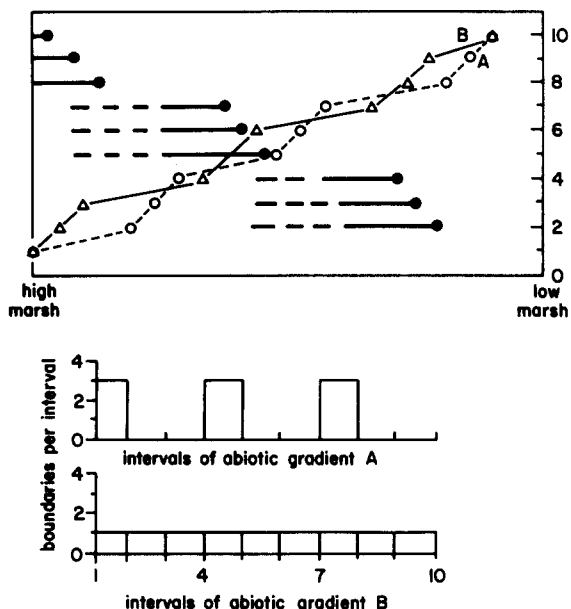 10
8
6
4
2
0
B
A
high
marsh
low
marsh
boundaries per interval
4
2
0
intervals of abiotic gradient A
4
2
0
1
4
7
10
intervals of abiotic gradient B